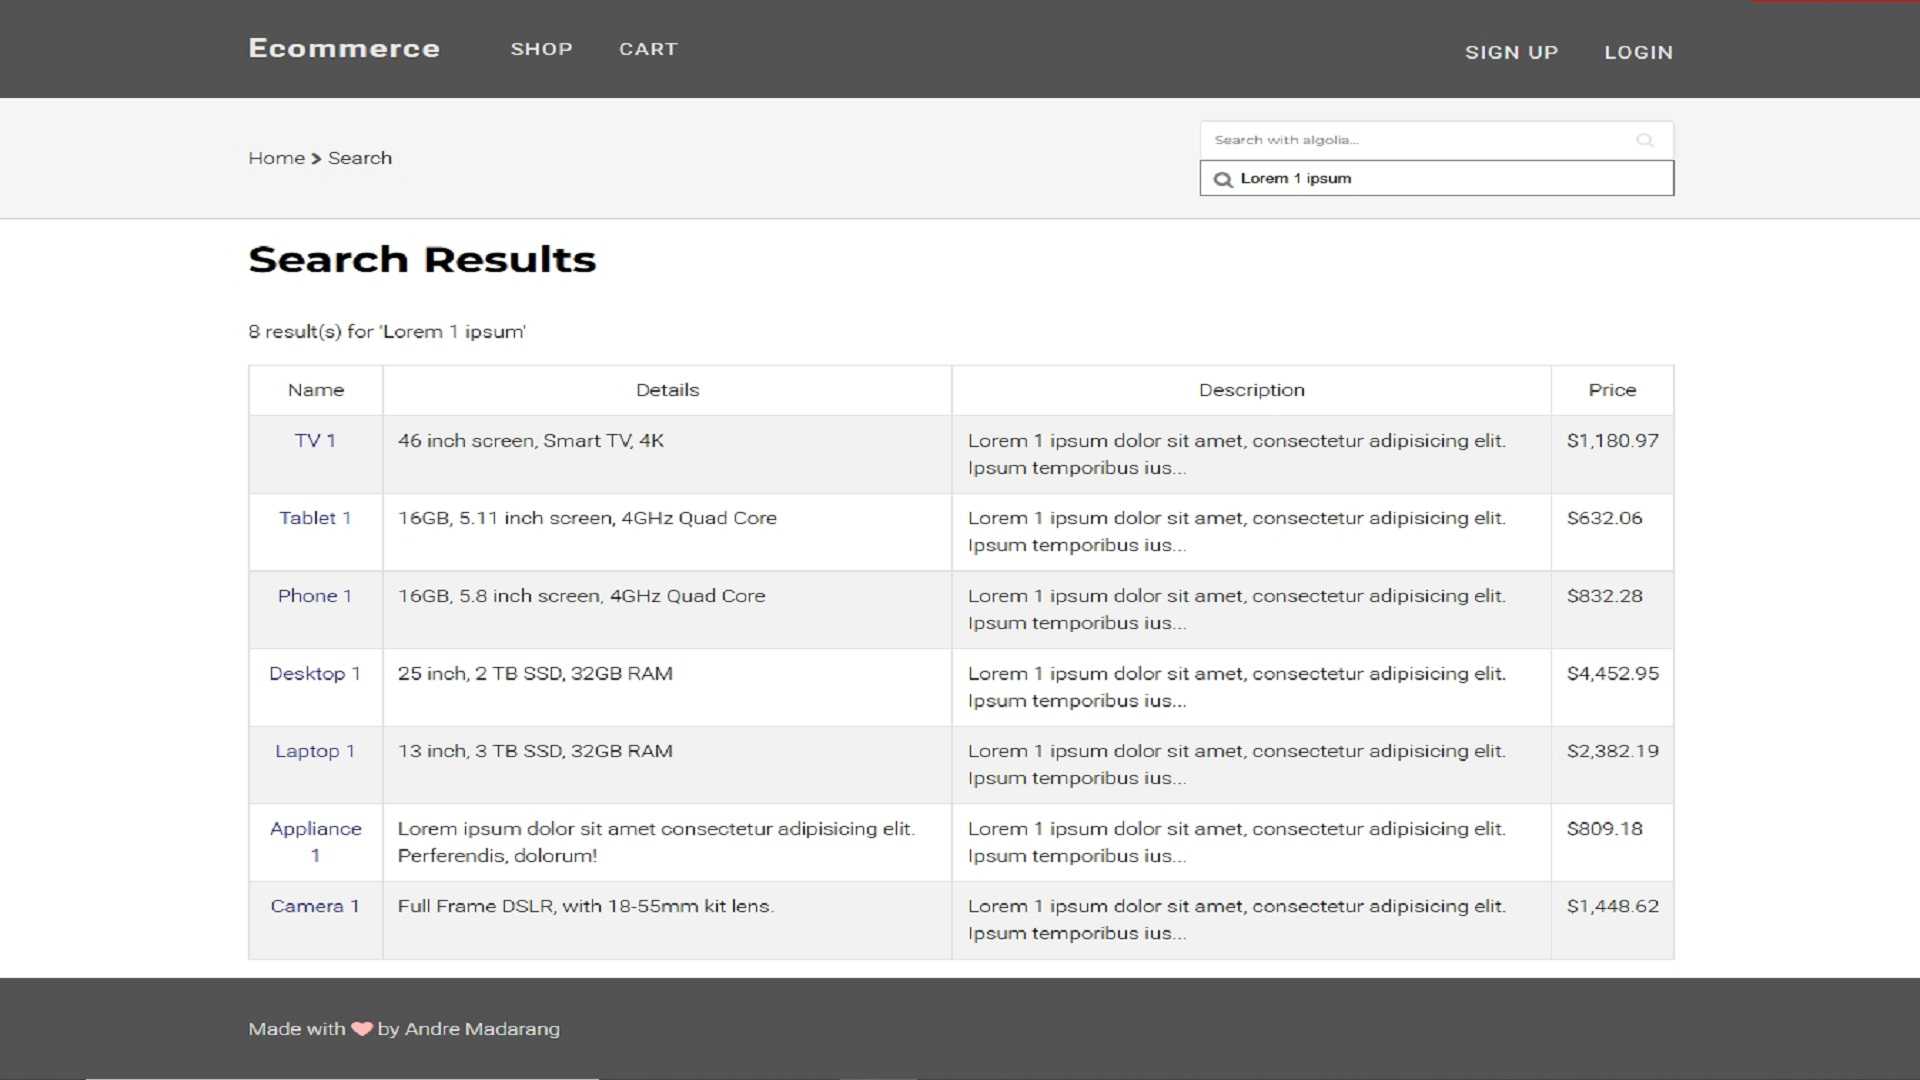 Ecommerce SHOP CART SIGN UP LOGIN
Search with algolia...
Home > Search
Lorem 1 ipsum
Search Results
8 result(s) for 'Lorem 1 ipsum'
Name Details Description Price
TV 1 46 inch screen, Smart TV, 4K Lorem 1 ipsum dolor sit amet, consectetur adipisicing elit. $1,180.97
Ipsum temporibus ius...
Tablet 1 16GB, 5.11 inch screen, 4GHz Quad Core Lorem 1 ipsum dolor sit amet, consectetur adipisicing elit. $632.06
Ipsum temporibus ius...
Phone 1 16GB, 5.8 inch screen, 4GHz Quad Core Lorem 1 ipsum dolor sit amet, consectetur adipisicing elit. $832.28
Ipsum temporibus ius...
Desktop 1 25 inch, 2 TB SSD, 32GB RAM Lorem 1 ipsum dolor sit amet, consectetur adipisicing elit. $4,452.95
Ipsum temporibus ius...
Laptop 1 13 inch, 3 TB SSD, 32GB RAM Lorem 1 ipsum dolor sit amet, consectetur adipisicing elit. $2,382.19
Ipsum temporibus ius...
Appliance Lorem ipsum dolor sit amet consectetur adipisicing elit. Lorem 1 ipsum dolor sit amet, consectetur adipisicing elit. $809.18
1 Perferendis, dolorum! Ipsum temporibus ius...
Camera 1 Full Frame DSLR, with 18-55mm kit lens. Lorem 1 ipsum dolor sit amet, consectetur adipisicing elit. $1,448.62
Ipsum temporibus ius...
Made with ❤ by Andre Madarang